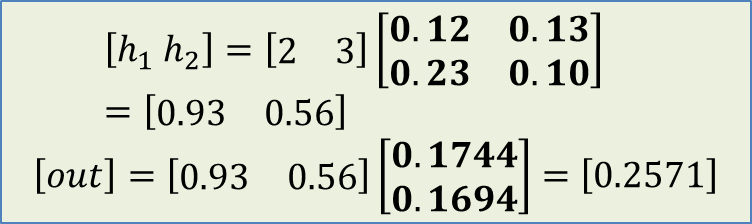 [h₁ h₂] = [2 3] [0.12 0.13
0.23 0.10]
= [0.93 0.56]
[out] = [0.93 0.56] [0.1744
0.1694] = [0.2571]